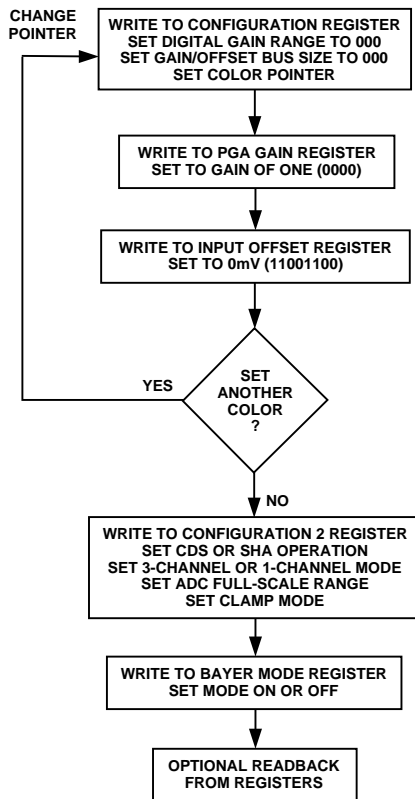 CHANGE
POINTER
WRITE TO CONFIGURATION REGISTER
SET DIGITAL GAIN RANGE TO 000
SET GAIN/OFFSET BUS SIZE TO 000
SET COLOR POINTER
WRITE TO PGA GAIN REGISTER
SET TO GAIN OF ONE (0000)
WRITE TO INPUT OFFSET REGISTER
SET TO 0mV (11001100)
YES
SET
ANOTHER
COLOR
?
NO
WRITE TO CONFIGURATION 2 REGISTER
SET CDS OR SHA OPERATION
SET 3-CHANNEL OR 1-CHANNEL MODE
SET ADC FULL-SCALE RANGE
SET CLAMP MODE
WRITE TO BAYER MODE REGISTER
SET MODE ON OR OFF
OPTIONAL READBACK
FROM REGISTERS